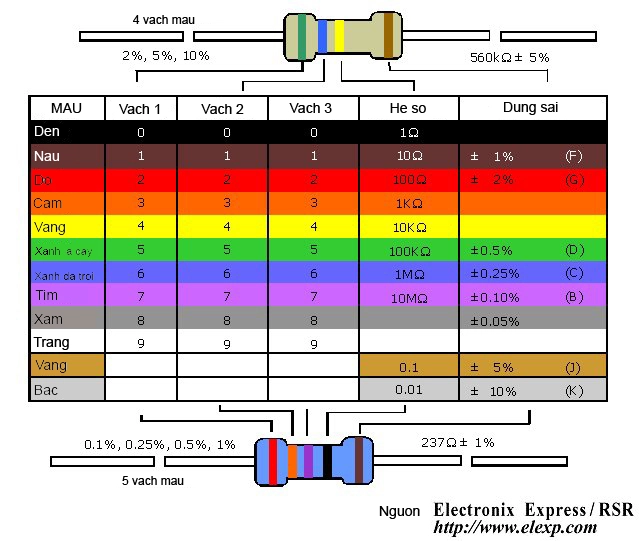 4 vach mau
2%, 5%, 10%
560kΩ ± 5%
MAU Vach 1 Vach 2 Vach 3 He so Dung sai
Den 0 0 0 1Ω
Nau 1 1 1 10Ω ± 1% (F)
Do 2 2 2 100Ω ± 2% (G)
Cam 3 3 3 1KΩ
Vang 4 4 4 10KΩ
Xanh a cay 5 5 5 100KΩ ±0.5% (D)
Xanh da troi 6 6 6 1MΩ ±0.25% (C)
Tim 7 7 7 10MΩ ±0.10% (B)
Xam 8 8 8 ±0.05%
Trang 9 9 9
Vang 0.1 ± 5% (J)
Bac 0.01 ± 10% (K)
0.1%, 0.25%, 0.5%, 1%
237Ω ± 1%
5 vach mau
Nguon Electronix Express / RSR
http://www.elexp.com